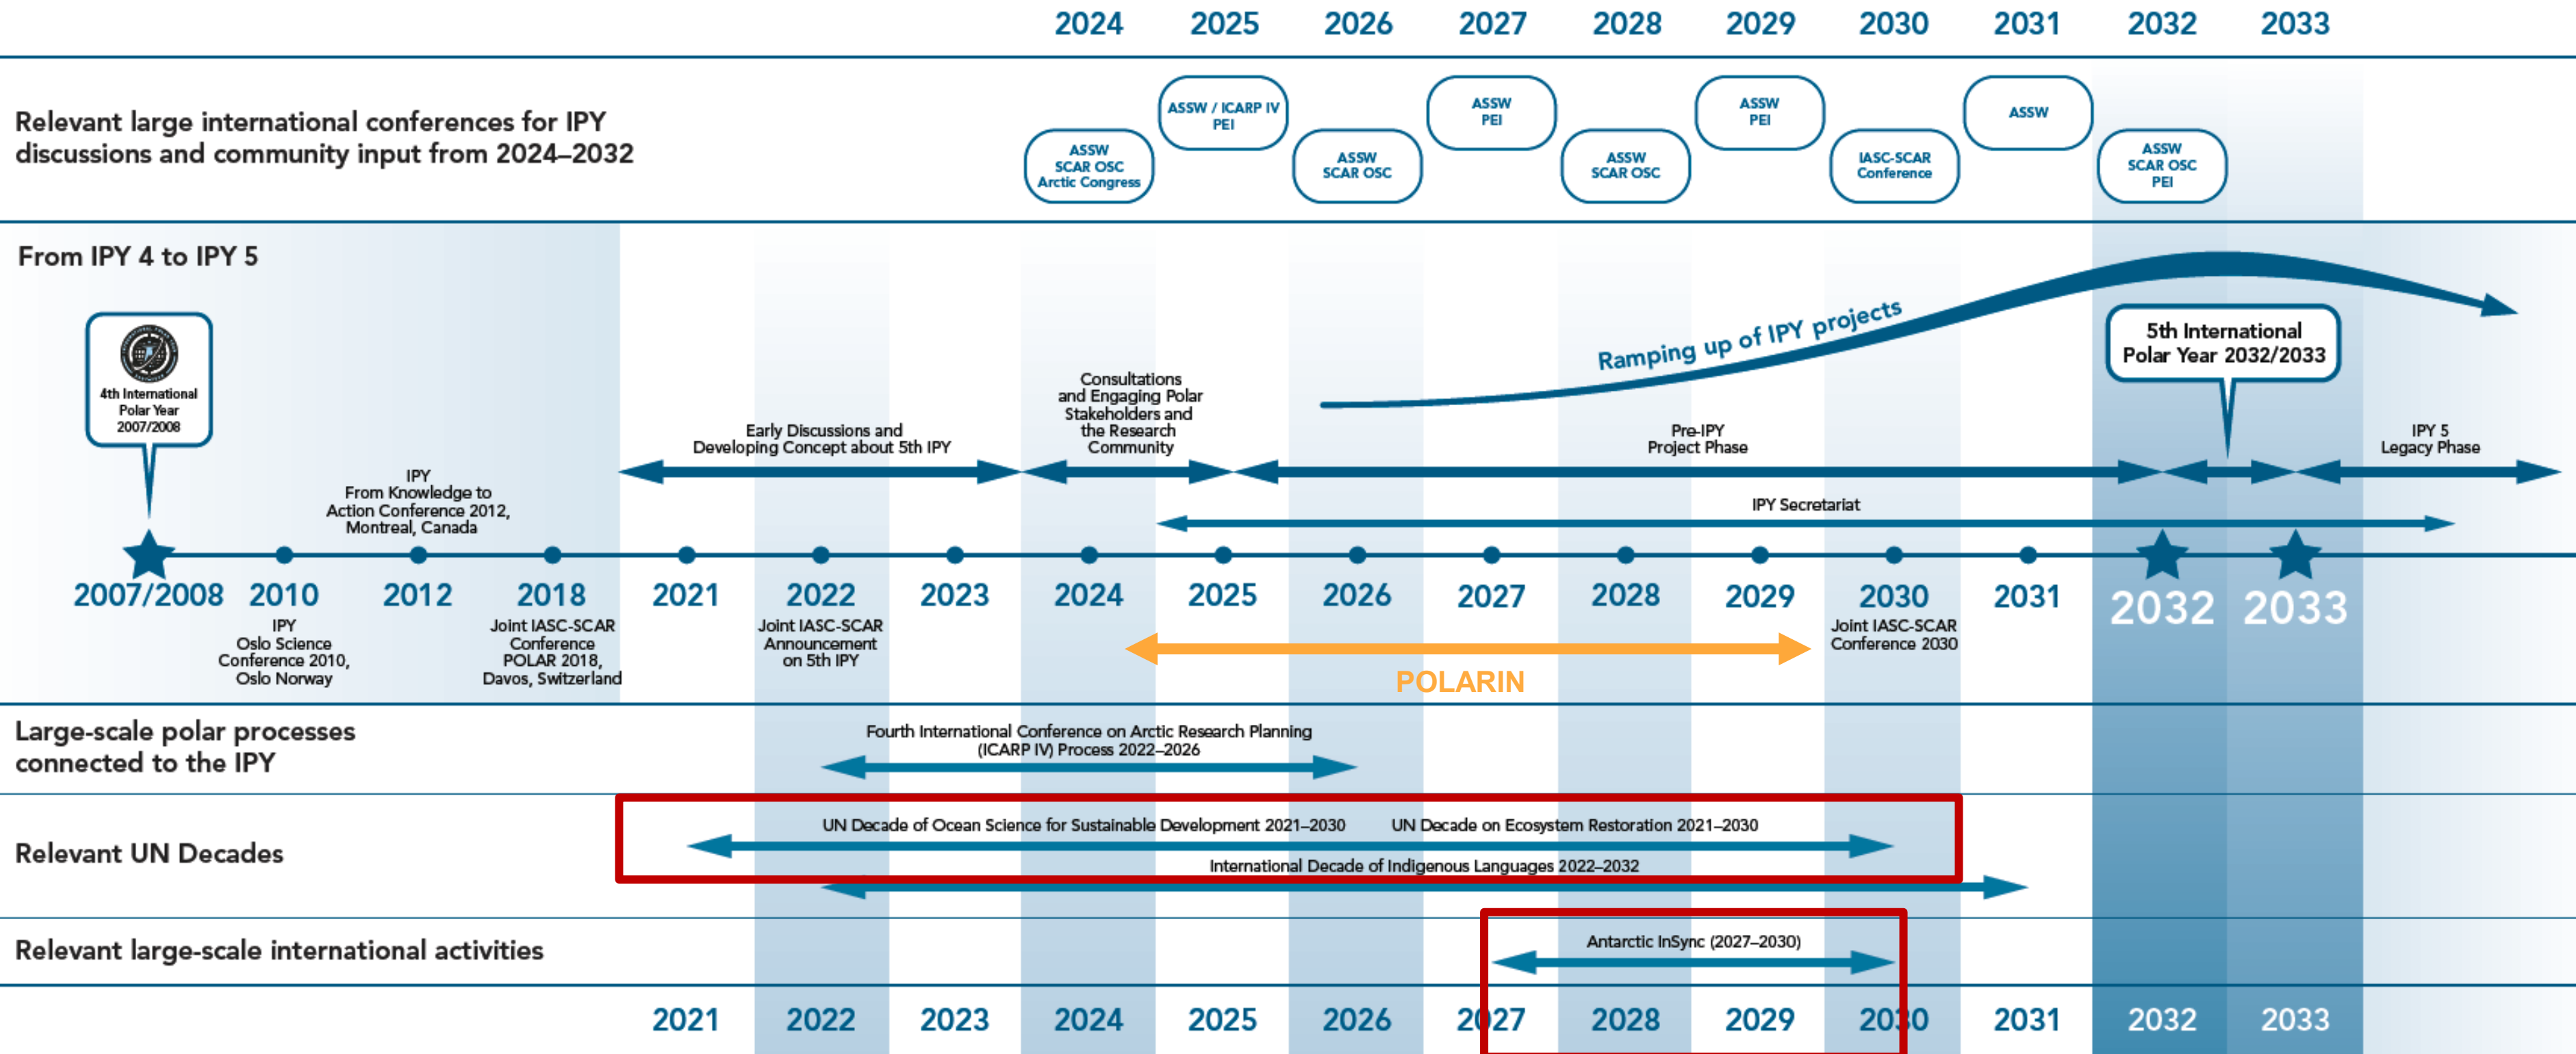 2024 2025 2026 2027 2028 2029 2030 2031 2032 2033
Relevant large international conferences for IPY
discussions and community input from 2024–2032
ASSW
SCAR OSC
Arctic Congress
ASSW / ICARP IV
PEI
ASSW
SCAR OSC
ASSW
PEI
ASSW
SCAR OSC
ASSW
PEI
IASC-SCAR
Conference
ASSW
ASSW
SCAR OSC
PEI
From IPY 4 to IPY 5
4th International
Polar Year
2007/2008
IPY
From Knowledge to
Action Conference 2012,
Montreal, Canada
Early Discussions and
Developing Concept about 5th IPY
Consultations
and Engaging Polar
Stakeholders and
the Research
Community
Ramping up of IPY projects
Pre-IPY
Project Phase
5th International
Polar Year 2032/2033
IPY 5
Legacy Phase
IPY Secretariat
2007/2008 2010 2012 2018 2021 2022 2023 2024 2025 2026 2027 2028 2029 2030 2031 2032 2033
IPY
Oslo Science
Conference 2010,
Oslo Norway
Joint IASC-SCAR
Conference
POLAR 2018,
Davos, Switzerland
Joint IASC-SCAR
Announcement
on 5th IPY
Joint IASC-SCAR
Conference 2030
POLARIN
Large-scale polar processes
connected to the IPY
Fourth International Conference on Arctic Research Planning
(ICARP IV) Process 2022–2026
Relevant UN Decades
UN Decade of Ocean Science for Sustainable Development 2021–2030
UN Decade on Ecosystem Restoration 2021–2030
International Decade of Indigenous Languages 2022–2032
Relevant large-scale international activities
Antarctic InSync (2027–2030)
2021 2022 2023 2024 2025 2026 2027 2028 2029 2030 2031 2032 2033